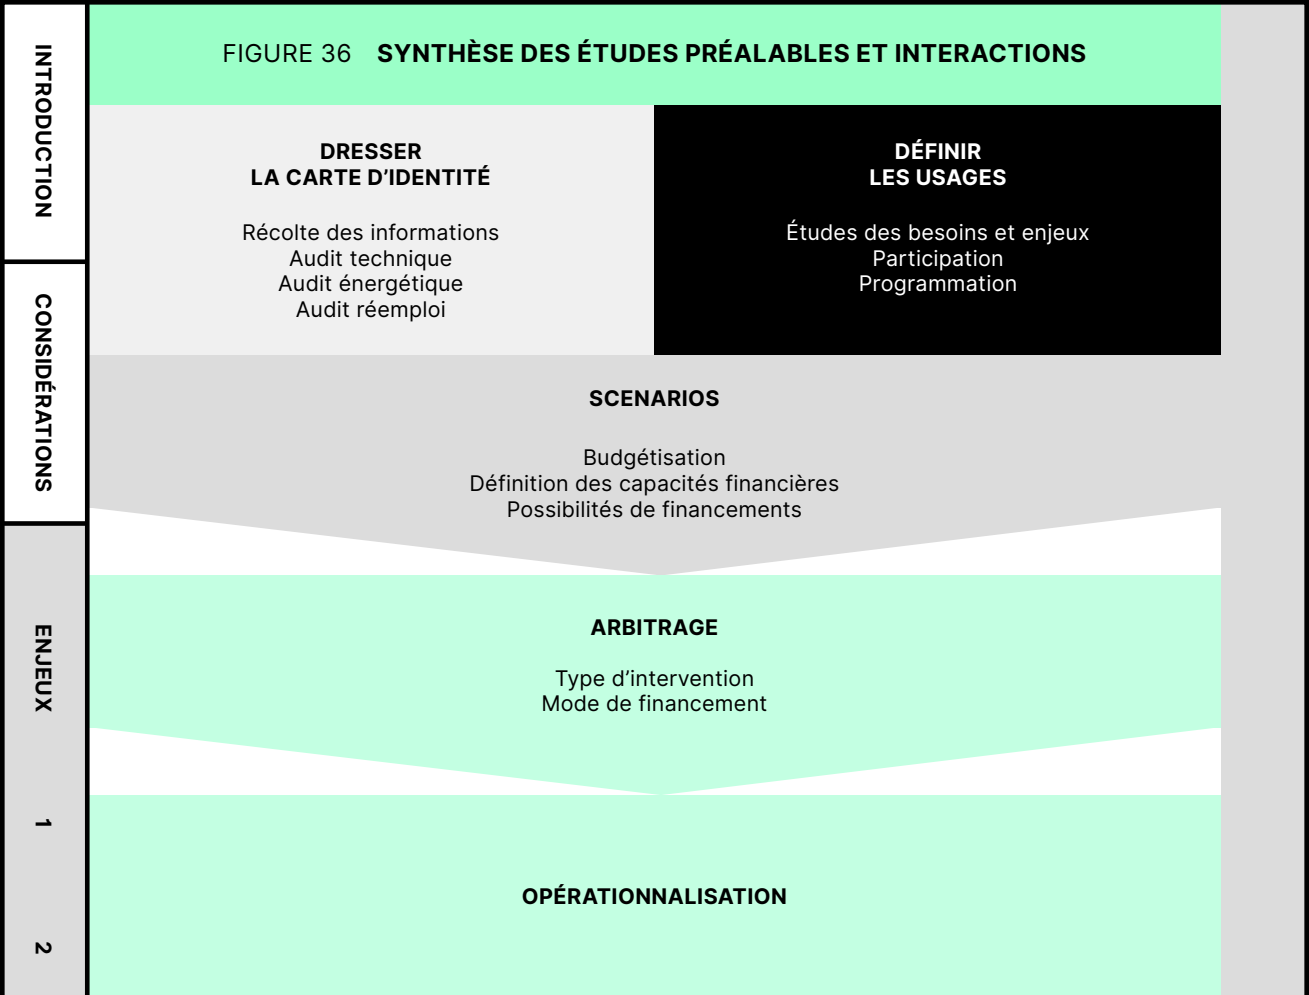 INTRODUCTION
CONSIDÉRATIONS
ENJEUX
1
2
FIGURE 36 SYNTHÈSE DES ÉTUDES PRÉALABLES ET INTERACTIONS
DRESSER
LA CARTE D’IDENTITÉ
Récolte des informations
Audit technique
Audit énergétique
Audit réemploi
DÉFINIR
LES USAGES
Études des besoins et enjeux
Participation
Programmation
SCENARIOS
Budgétisation
Définition des capacités financières
Possibilités de financements
ARBITRAGE
Type d’intervention
Mode de financement
OPÉRATIONNALISATION